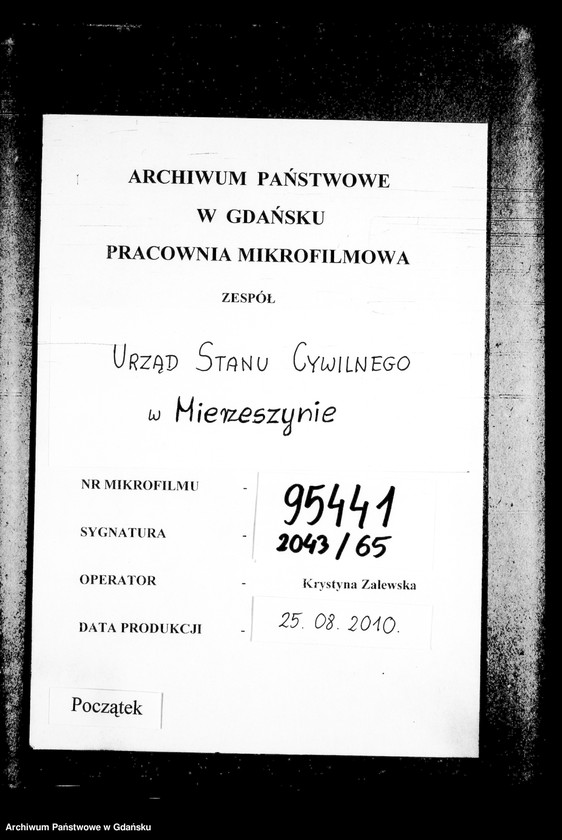 ARCHIWUM PAŃSTWOWE
W GDAŃSKU
PRACOWNIA MIKROFILMOWA
ZESPÓŁ
URZĄD STANU CYWILNEGO
w Mierzeszynie
NR MIKROFILMU - 95441
SYGNATURA - 2043/65
OPERATOR - Krystyna Zalewska
DATA PRODUKCJI - 25.08.2010.
Początek
Archiwum Państwowe w Gdańsku